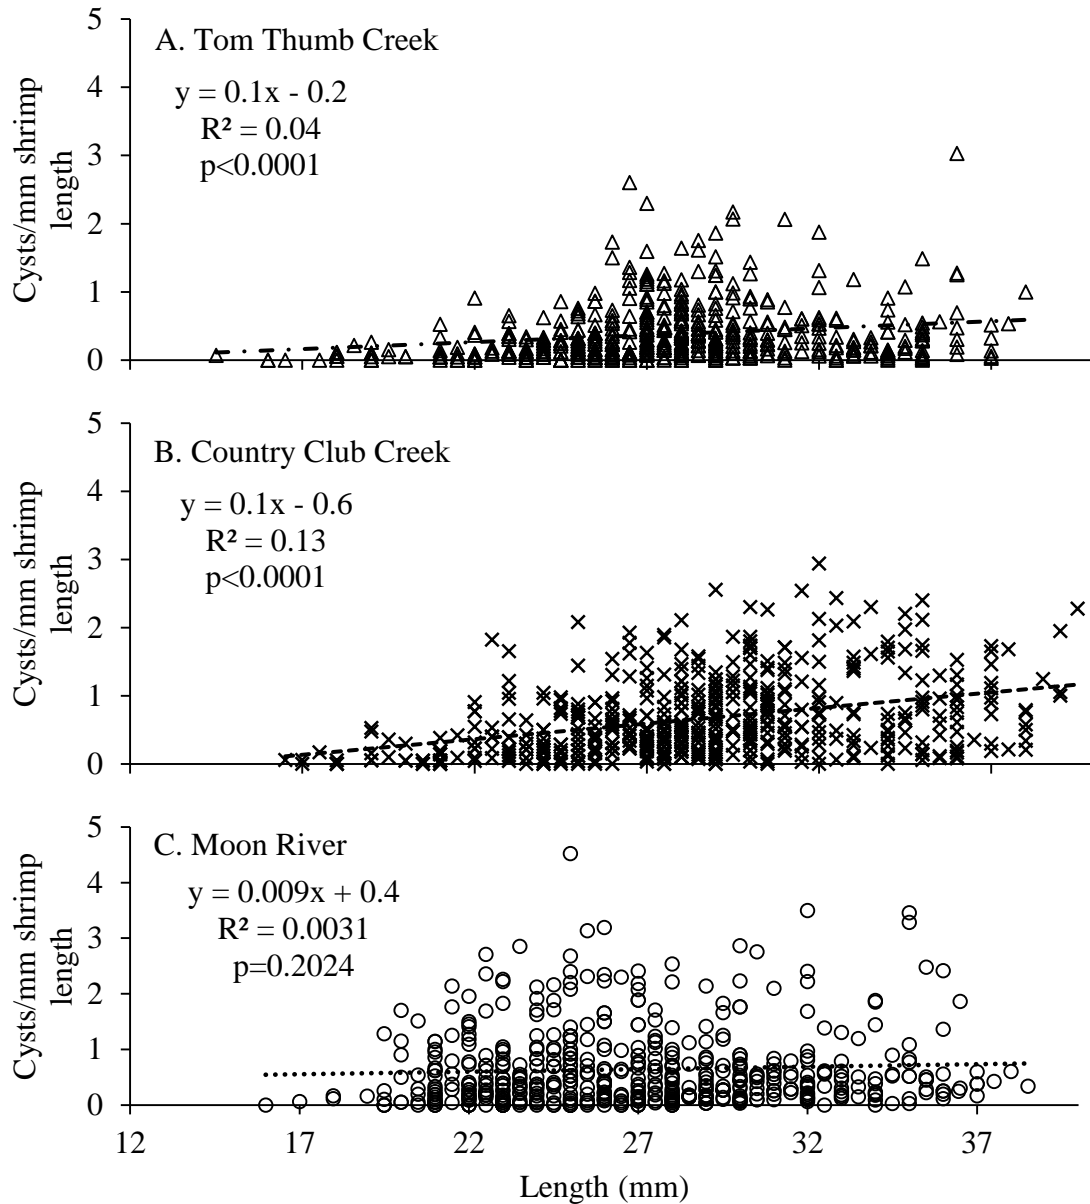 5
4
3
2
1
0
Cysts/mm shrimp
length
A. Tom Thumb Creek
y = 0.1x - 0.2
R² = 0.04
p<0.0001
5
4
3
2
1
0
Cysts/mm shrimp
length
B. Country Club Creek
y = 0.1x - 0.6
R² = 0.13
p<0.0001
5
4
3
2
1
0
Cysts/mm shrimp
length
C. Moon River
y = 0.009x + 0.4
R² = 0.0031
p=0.2024
12 17 22 27 32 37
Length (mm)